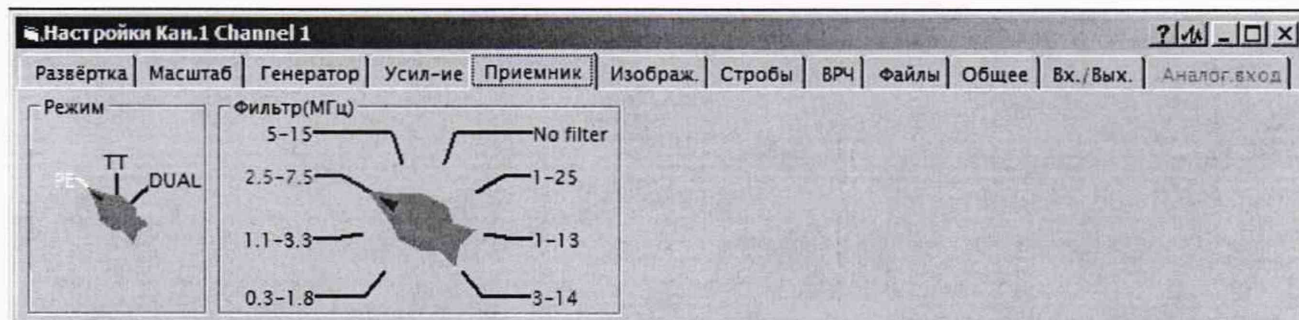 Настройки Кан.1 Channel 1
Развёртка Масштаб Генератор Усил-ие Приемник Изображ. Стробы ВРЧ Файлы Общее Вх./Вых. Аналог.вход
Режим
PE
TT
DUAL
Фильтр(МГц)
5-15
No filter
2.5-7.5
1-25
1.1-3.3
1-13
0.3-1.8
3-14